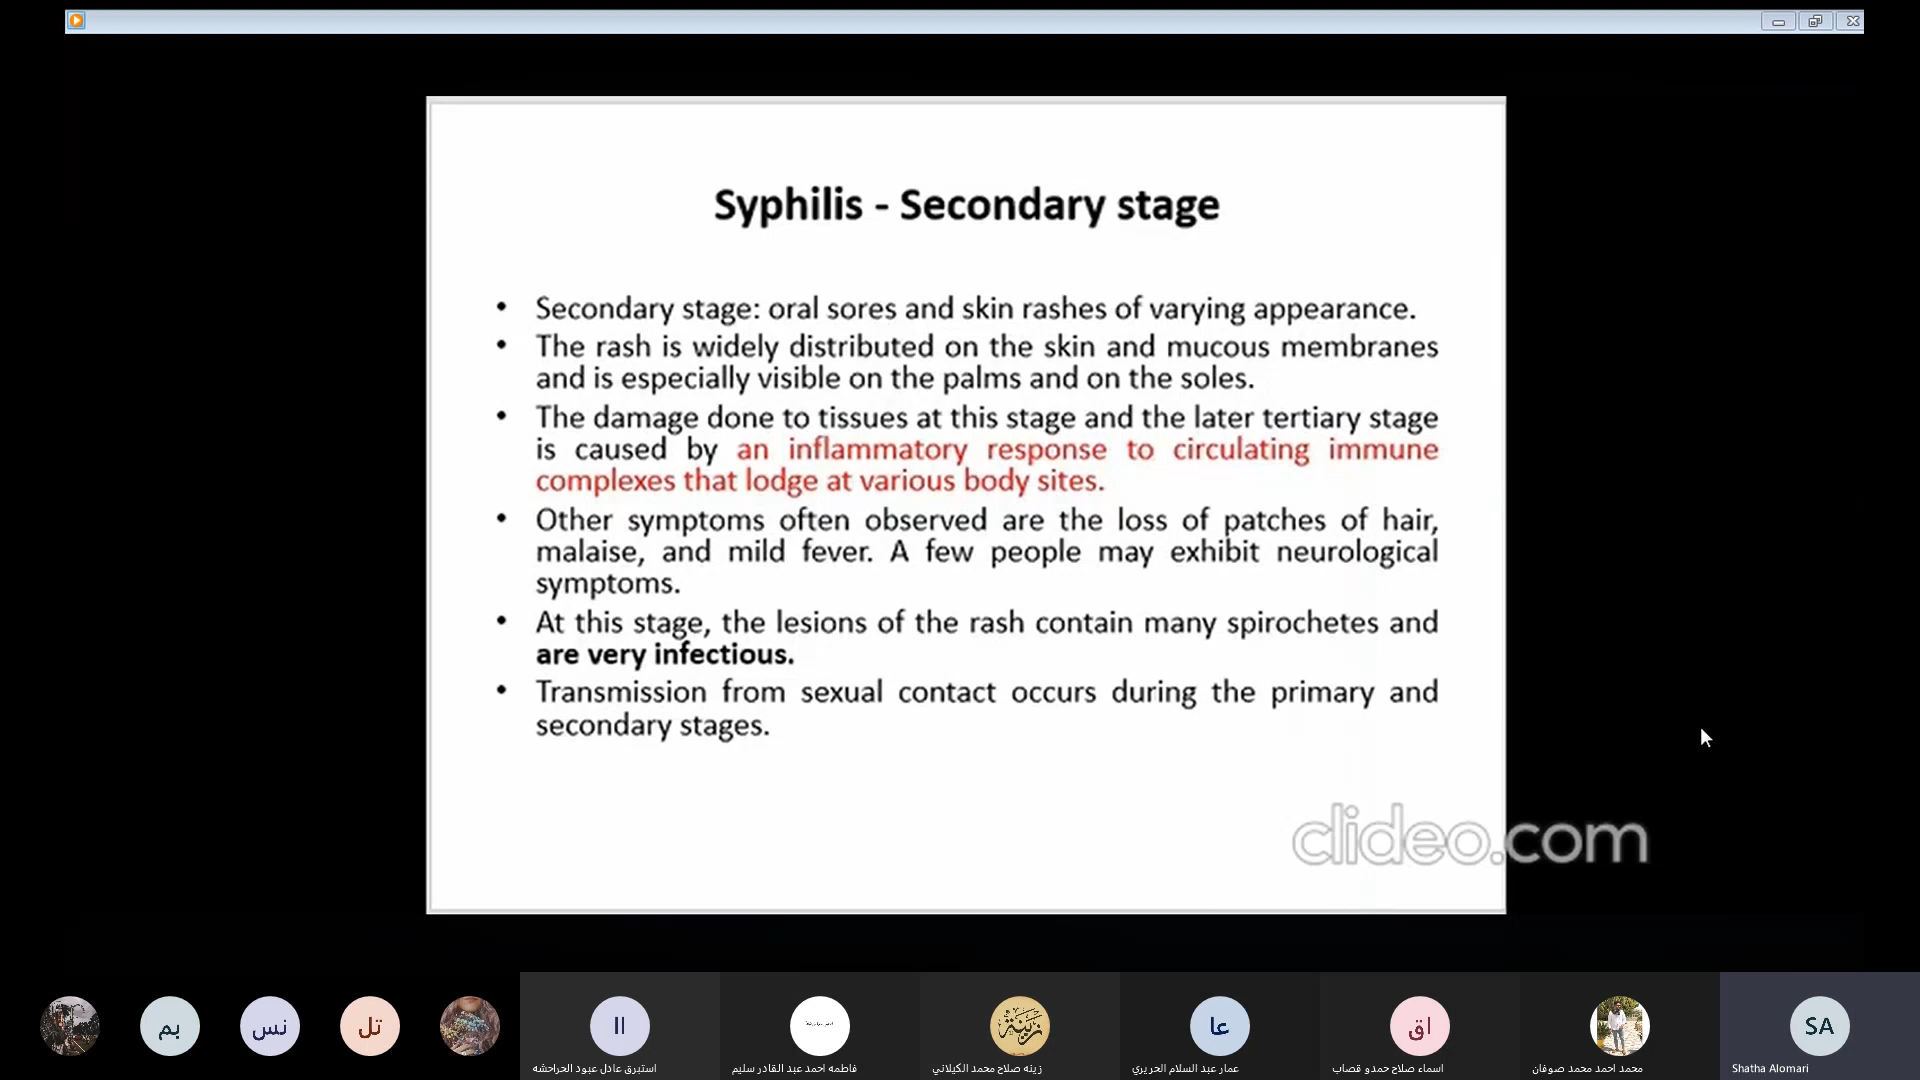 Syphilis - Secondary stage
• Secondary stage: oral sores and skin rashes of varying appearance.
• The rash is widely distributed on the skin and mucous membranes
and is especially visible on the palms and on the soles.
• The damage done to tissues at this stage and the later tertiary stage
is caused by an inflammatory response to circulating immune
complexes that lodge at various body sites.
• Other symptoms often observed are the loss of patches of hair,
malaise, and mild fever. A few people may exhibit neurological
symptoms.
• At this stage, the lesions of the rash contain many spirochetes and
are very infectious.
• Transmission from sexual contact occurs during the primary and
secondary stages.
clideo.com
بم
نس
تل
اا
زينة
عا
اق
SA
استبرق عادل عبود الحراحشه
فاطمه احمد عبد القادر سليم
زينه صلاح محمد الكيلاني
عمار عبد السلام الحريري
اسماء صلاح حمدو قصاب
محمد احمد محمد صوفان
Shatha Alomari